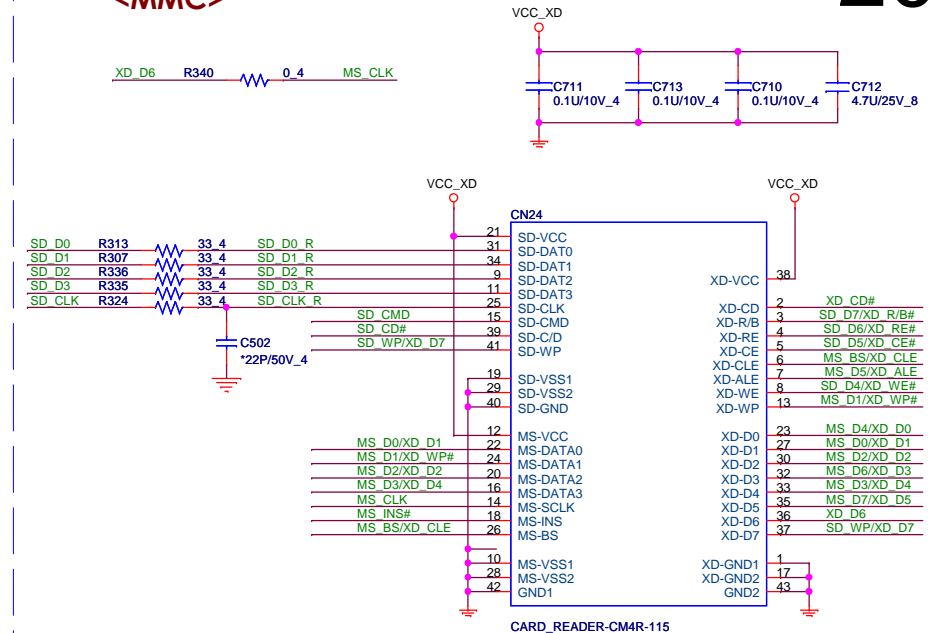 <MMC>
VCC_XD
XD_D6 R340 0_4 MS_CLK
C711 C713 C710 C712
0.1U/10V_4 0.1U/10V_4 0.1U/10V_4 4.7U/25V_8
VCC_XD VCC_XD
CN24
21 SD-VCC
SD_D0 R313 33_4 SD_D0_R 31 SD-DAT0
SD_D1 R307 33_4 SD_D1_R 34 SD-DAT1
SD_D2 R336 33_4 SD_D2_R 9 SD-DAT2 XD-VCC 38
SD_D3 R335 33_4 SD_D3_R 11 SD-DAT3
SD_CLK R324 33_4 SD_CLK_R 25 SD-CLK XD-CD 2 XD_CD#
SD_CMD 15 SD-CMD XD-R/B 3 SD_D7/XD_R/B#
SD_CD# 39 SD-C/D XD-RE 4 SD_D6/XD_RE#
SD_WP/XD_D7 41 SD-WP XD-CE 5 SD_D5/XD_CE#
C502
*22P/50V_4
XD-CLE 6 MS_BS/XD_CLE
19 SD-VSS1 XD-ALE 7 MS_D5/XD_ALE
29 SD-VSS2 XD-WE 8 SD_D4/XD_WE#
40 SD-GND XD-WP 13 MS_D1/XD_WP#
12 MS-VCC XD-D0 23 MS_D4/XD_D0
MS_D0/XD_D1 22 MS-DATA0 XD-D1 27 MS_D0/XD_D1
MS_D1/XD_WP# 24 MS-DATA1 XD-D2 30 MS_D2/XD_D2
MS_D2/XD_D2 20 MS-DATA2 XD-D3 32 MS_D6/XD_D3
MS_D3/XD_D4 16 MS-DATA3 XD-D4 33 MS_D3/XD_D4
MS_CLK 14 MS-SCLK XD-D5 35 MS_D7/XD_D5
MS_INS# 18 MS-INS XD-D6 36 XD_D6
MS_BS/XD_CLE 26 MS-BS XD-D7 37 SD_WP/XD_D7
10 MS-VSS1 XD-GND1 1
28 MS-VSS2 XD-GND2 17
42 GND1 GND2 43
CARD_READER-CM4R-115